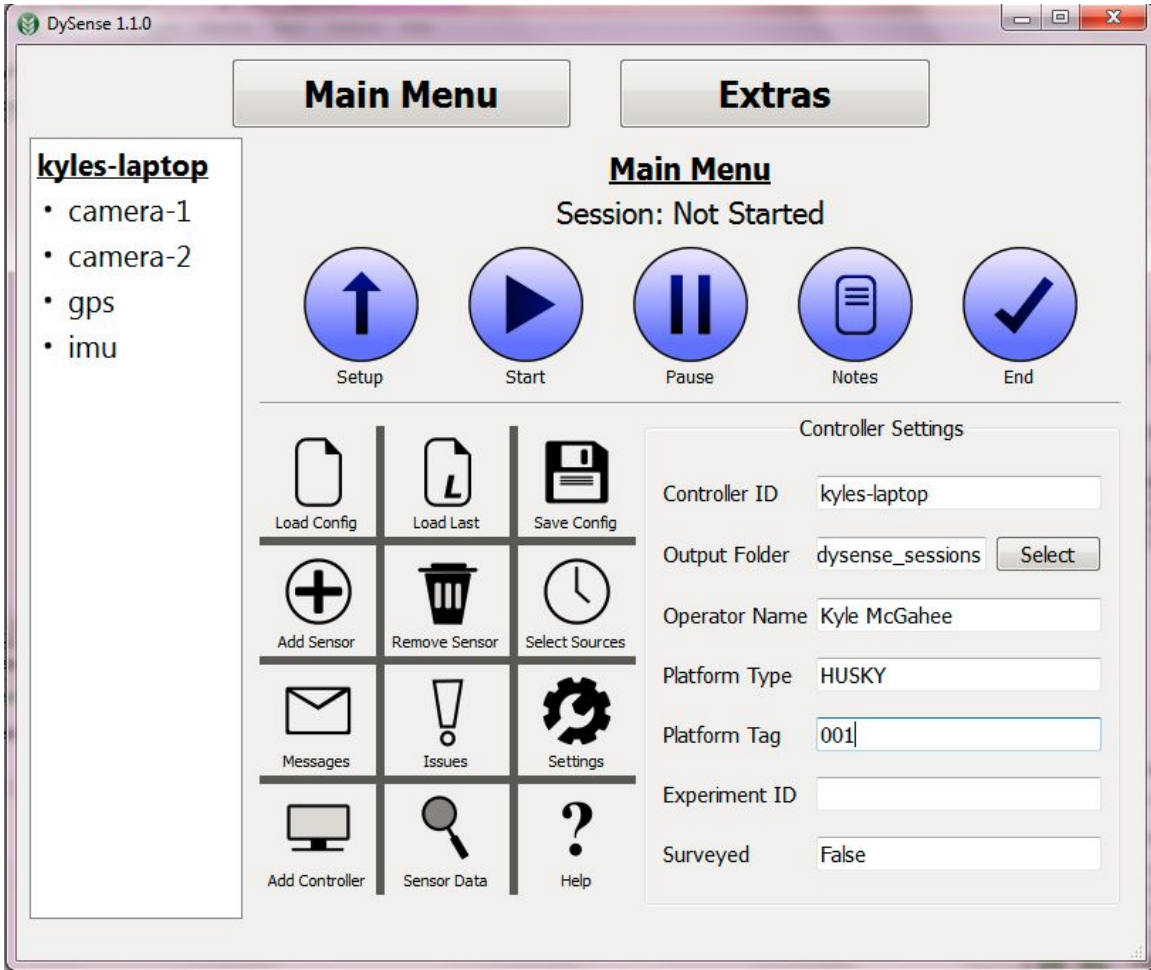 DySense 1.1.0
Main Menu
Extras
kyles-laptop
camera-1
camera-2
gps
imu
Main Menu
Session: Not Started
Setup
Start
Pause
Notes
End
Load Config
L
Load Last
Save Config
Add Sensor
Remove Sensor
Select Sources
Messages
Issues
Settings
Add Controller
Sensor Data
?
Help
Controller Settings
Controller ID kyles-laptop
Output Folder dysense_sessions Select
Operator Name Kyle McGahee
Platform Type HUSKY
Platform Tag 001
Experiment ID
Surveyed False